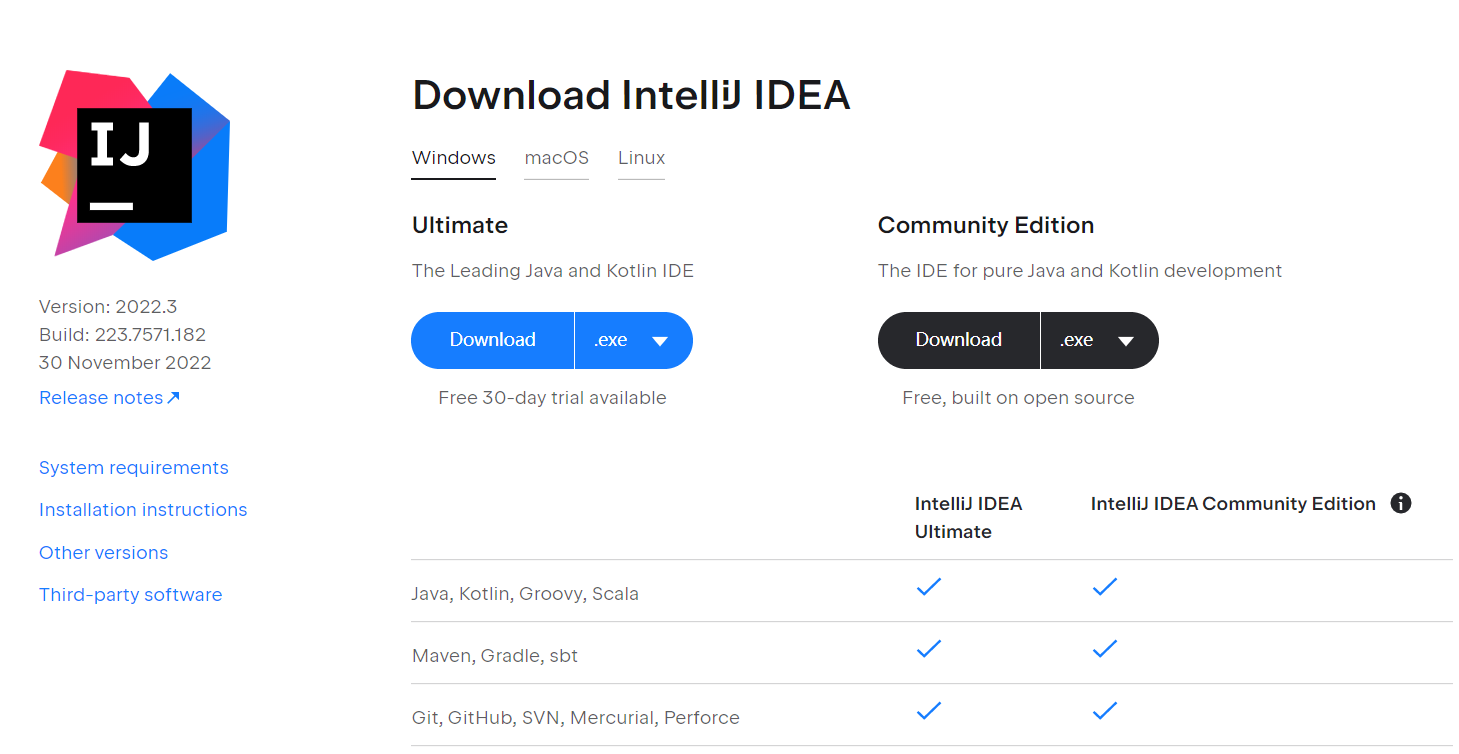 IJ
Version: 2022.3
Build: 223.7571.182
30 November 2022
Release notes
System requirements
Installation instructions
Other versions
Third-party software
Download IntelliJ IDEA
Windows macOS Linux
Ultimate
The Leading Java and Kotlin IDE
Download .exe
Free 30-day trial available
Community Edition
The IDE for pure Java and Kotlin development
Download .exe
Free, built on open source
IntelliJ IDEA
Ultimate
IntelliJ IDEA Community Edition
Java, Kotlin, Groovy, Scala
Maven, Gradle, sbt
Git, GitHub, SVN, Mercurial, Perforce